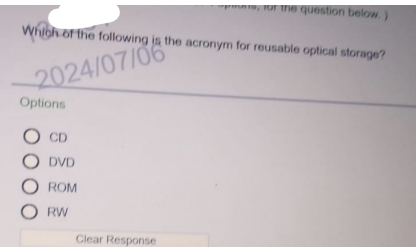 for the question below. )
Which of the following is the acronym for reusable optical storage?
2024/07/06
Options
CD
DVD
ROM
RW
Clear Response